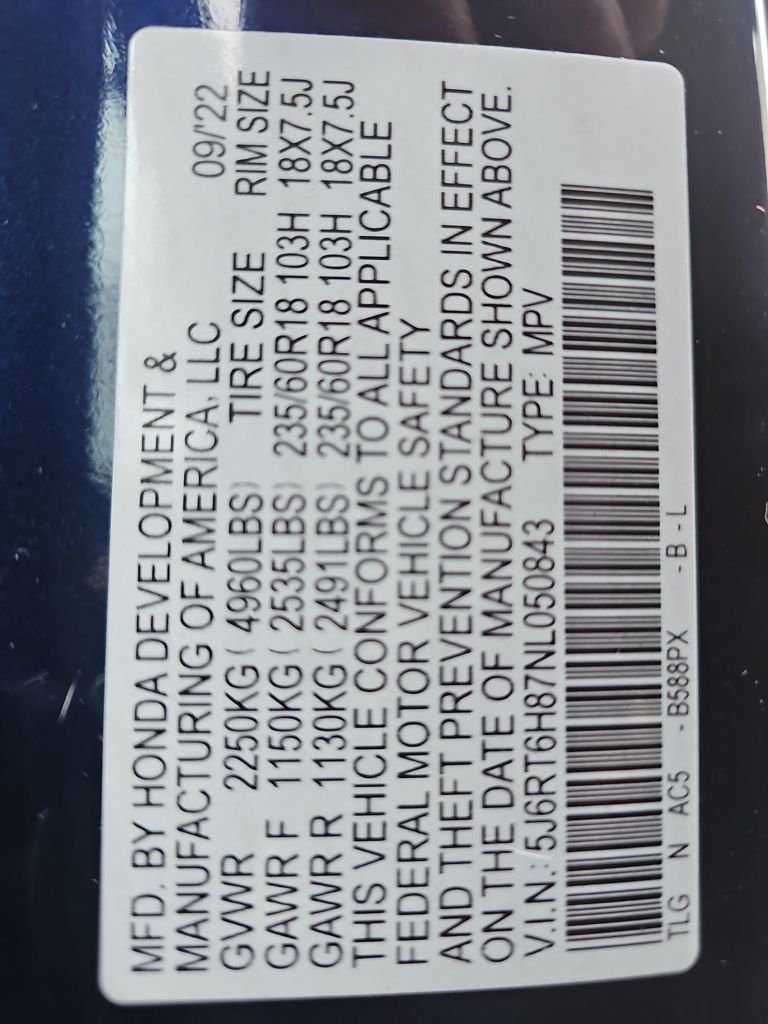 MFD. BY HONDA DEVELOPMENT &
MANUFACTURING OF AMERICA, LLC 09/'22
GVWR 2250KG(4960LBS) TIRE SIZE RIM SIZE
GAWR F 1150KG(2535LBS) 235/60R18 103H 18X7.5J
GAWR R 1130KG(2491LBS) 235/60R18 103H 18X7.5J
THIS VEHICLE CONFORMS TO ALL APPLICABLE
FEDERAL MOTOR VEHICLE SAFETY
AND THEFT PREVENTION STANDARDS IN EFFECT
ON THE DATE OF MANUFACTURE SHOWN ABOVE.
V.I.N.: 5J6RT6H87NL050843 TYPE: MPV
TLG N AC5 -B588PX -B-L